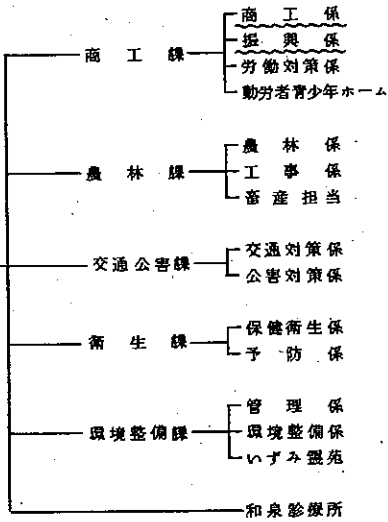 商工課
商工係
振興係
労働対策係
勤労者青少年ホーム
農林課
農林係
工事係
畜産担当
交通公害課
交通対策係
公害対策係
衛生課
保健衛生係
予防係
環境整備課
管理係
環境整備係
いずみ霊苑
和泉診療所